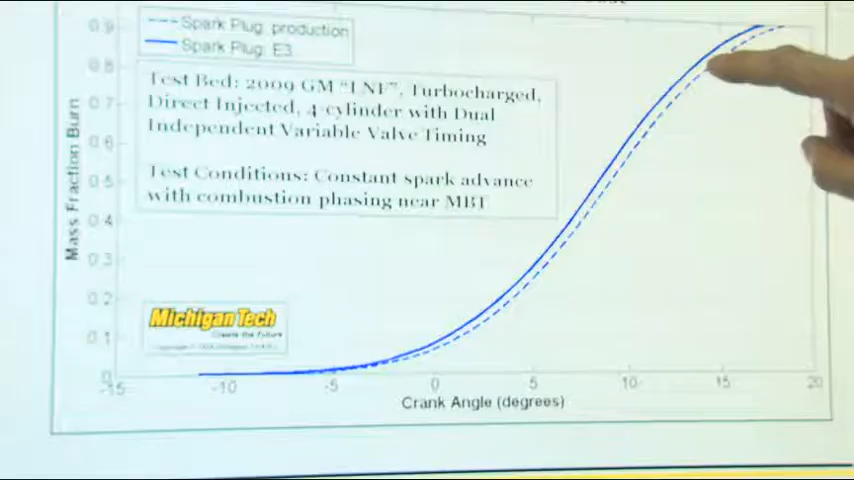 Spark Plug: production
Spark Plug: E3
Test Bed: 2009 GM "LNF", Turbocharged,
Direct Injected, 4-cylinder with Dual
Independent Variable Valve Timing
Test Conditions: Constant spark advance
with combustion phasing near MBT
Mass Fraction Burn
0.9
0.8
0.7
0.6
0.5
0.4
0.3
0.2
0.1
0
Michigan Tech
Create the Future
-15 -10 -5 0 5 10 15 20
Crank Angle (degrees)